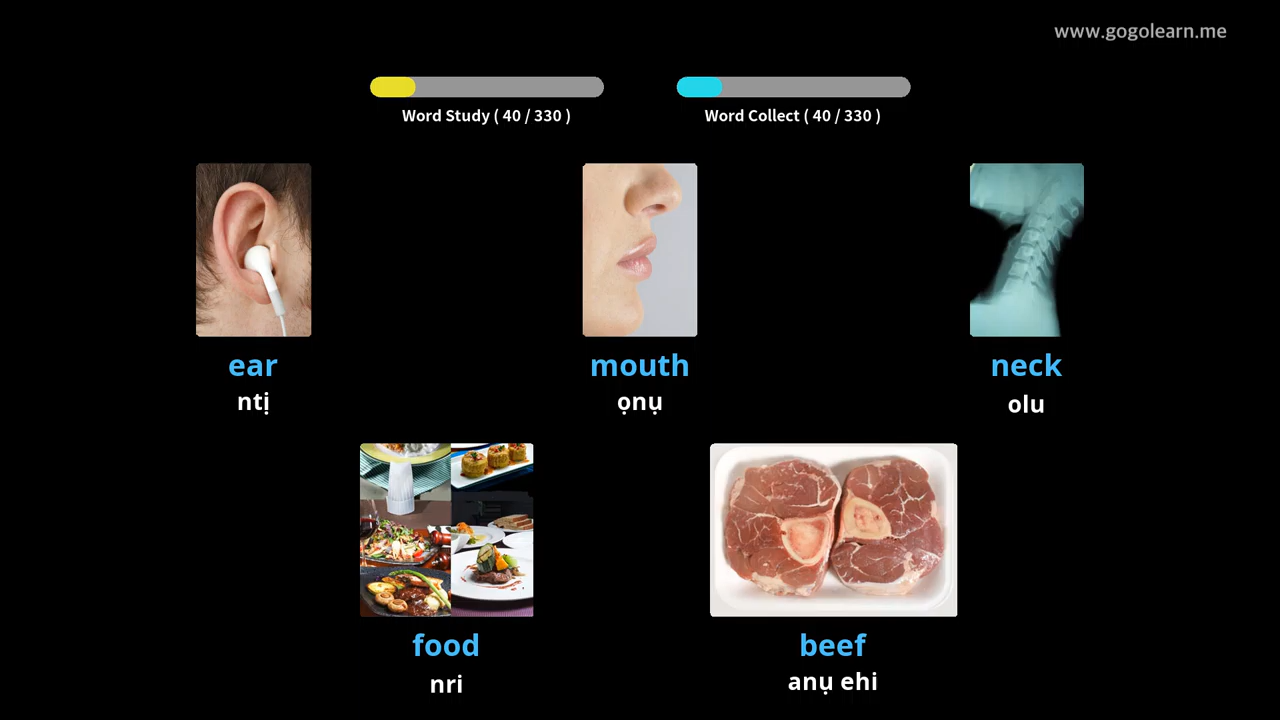 www.gogolearn.me
Word Study ( 40 / 330 )
Word Collect ( 40 / 330 )
ear
ntị
mouth
ọnụ
neck
olu
food
nri
beef
anụ ehi